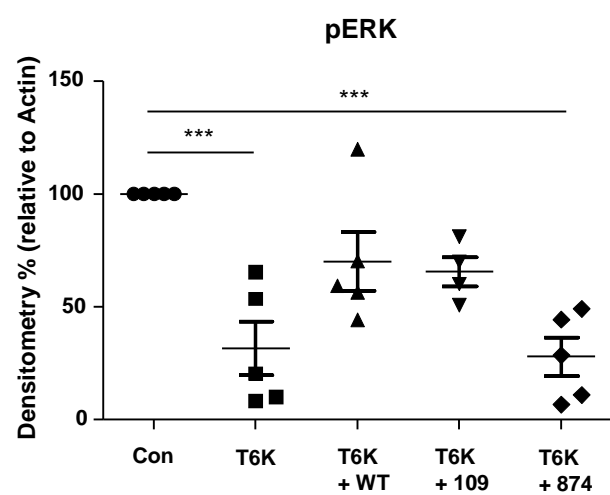 pERK
Densitometry % (relative to Actin)
150
100
50
0
***
***
Con
T6K
T6K
+ WT
T6K
+ 109
T6K
+ 874